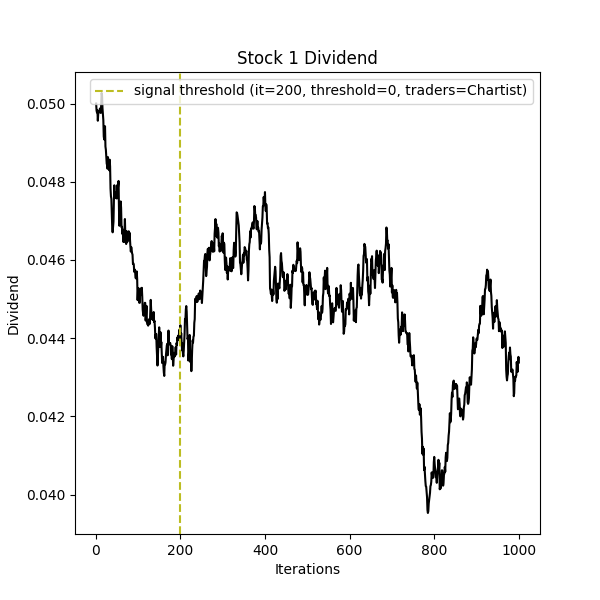 Stock 1 Dividend
signal threshold (it=200, threshold=0, traders=Chartist)
0.050
0.048
0.046
0.044
0.042
0.040
Dividend
0 200 400 600 800 1000
Iterations